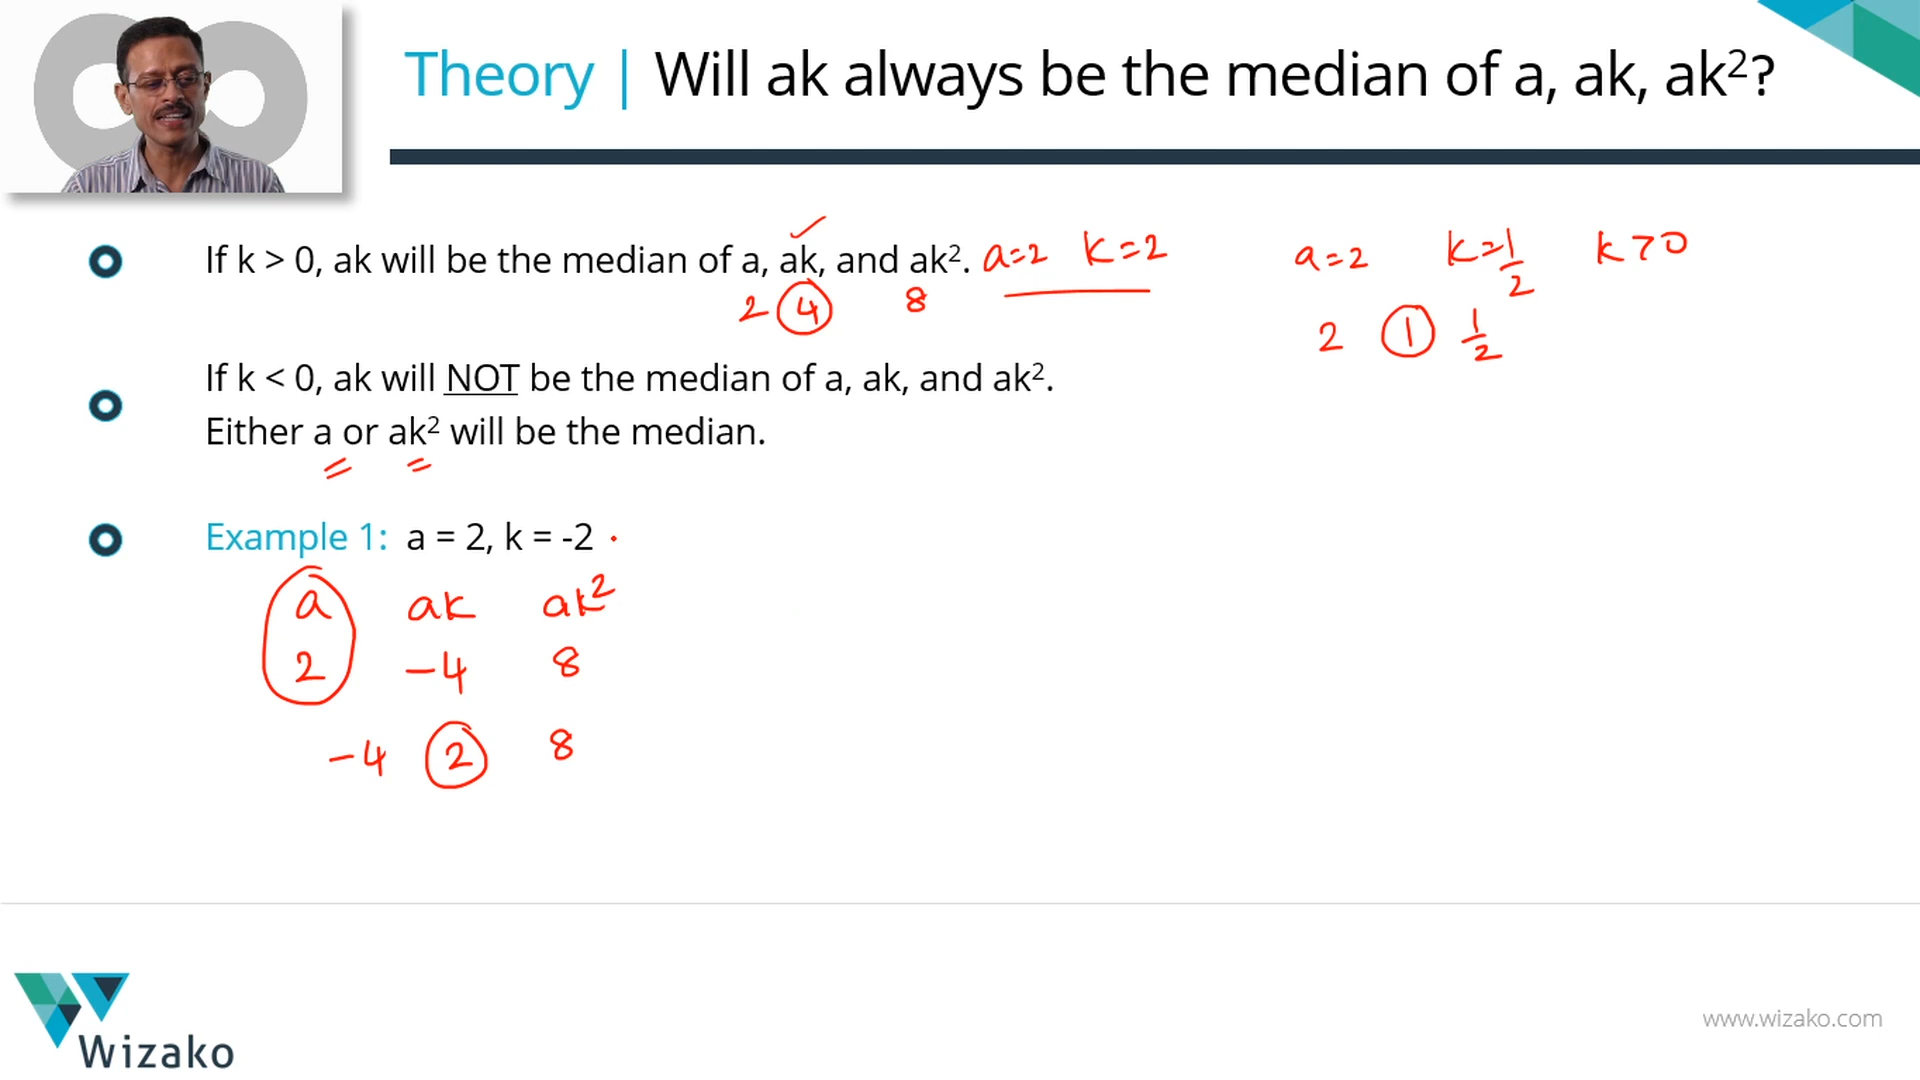 Theory | Will ak always be the median of a, ak, ak²?
If k > 0, ak will be the median of a, ak, and ak². a=2 k=2
2 4 8
a=2 k=1/2 k>0
2 1 1/2
If k < 0, ak will NOT be the median of a, ak, and ak².
Either a or ak² will be the median.
Example 1: a = 2, k = -2
a ak ak²
2 -4 8
-4 2 8
Wizako
www.wizako.com